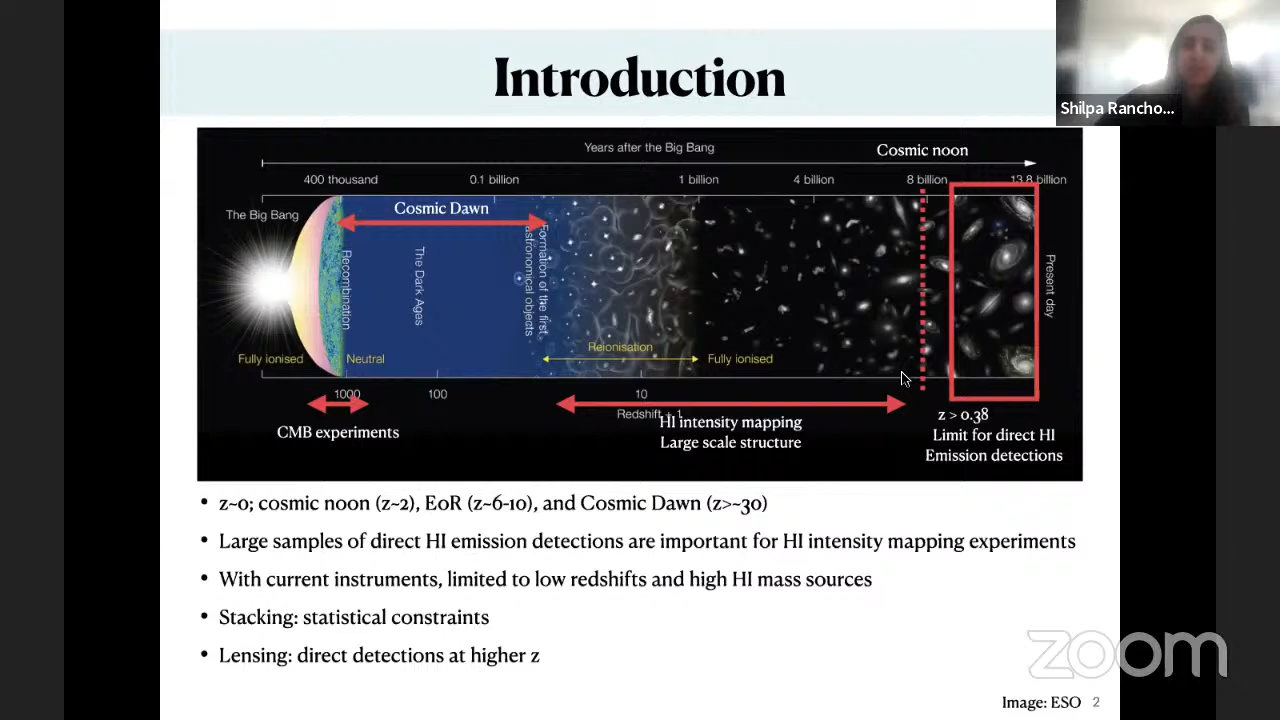 Introduction
Shilpa Rancho...
Years after the Big Bang
Cosmic noon
400 thousand
0.1 billion
1 billion
4 billion
8 billion
13.8 billion
The Big Bang
Cosmic Dawn
Recombination
The Dark Ages
Formation of the first
astronomical objects
Present day
Reionisation
Fully ionised
Neutral
Fully ionised
1000
100
10
Redshift + 1
CMB experiments
HI intensity mapping
Large scale structure
z > 0.38
Limit for direct HI
Emission detections
• z~0; cosmic noon (z~2), EoR (z~6-10), and Cosmic Dawn (z>~30)
• Large samples of direct HI emission detections are important for HI intensity mapping experiments
• With current instruments, limited to low redshifts and high HI mass sources
• Stacking: statistical constraints
• Lensing: direct detections at higher z
zoom
Image: ESO 2